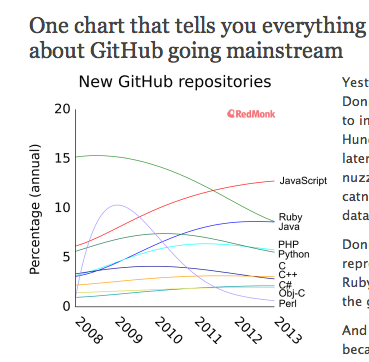 One chart that tells you everything
about GitHub going mainstream
New GitHub repositories
RedMonk
Percentage (annual)
20
15
10
5
0
JavaScript
Ruby
Java
PHP
Python
C
C++
C#
Obj-C
Perl
2008
2009
2010
2011
2012
2013
Yest
Don
to in
Hun
later
nuzz
catn
data
Don
repr
Ruby
the g
And
beca